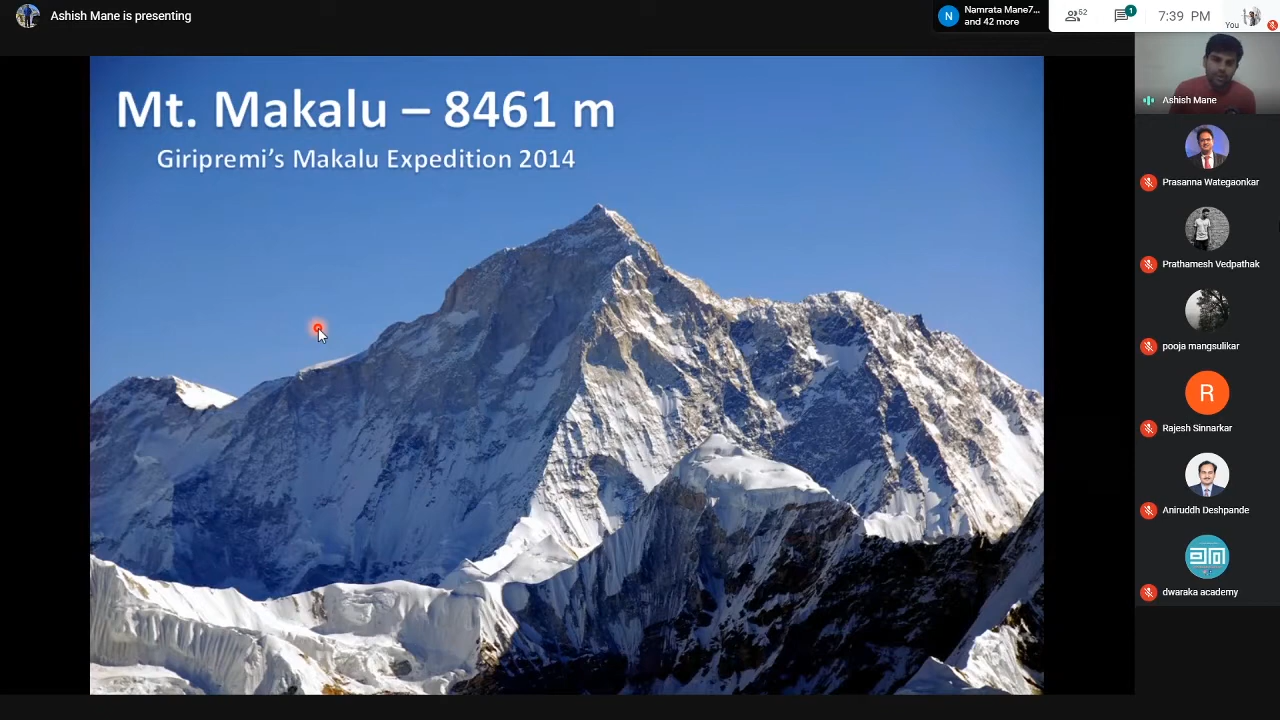 Ashish Mane is presenting
N
Namrata Mane7...
and 42 more
52
1
7:39 PM
You
Mt. Makalu – 8461 m
Giripremi's Makalu Expedition 2014
Ashish Mane
Prasanna Wategaonkar
Prathamesh Vedpathak
pooja mangsulikar
R
Rajesh Sinnarkar
Aniruddh Deshpande
dwaraka academy